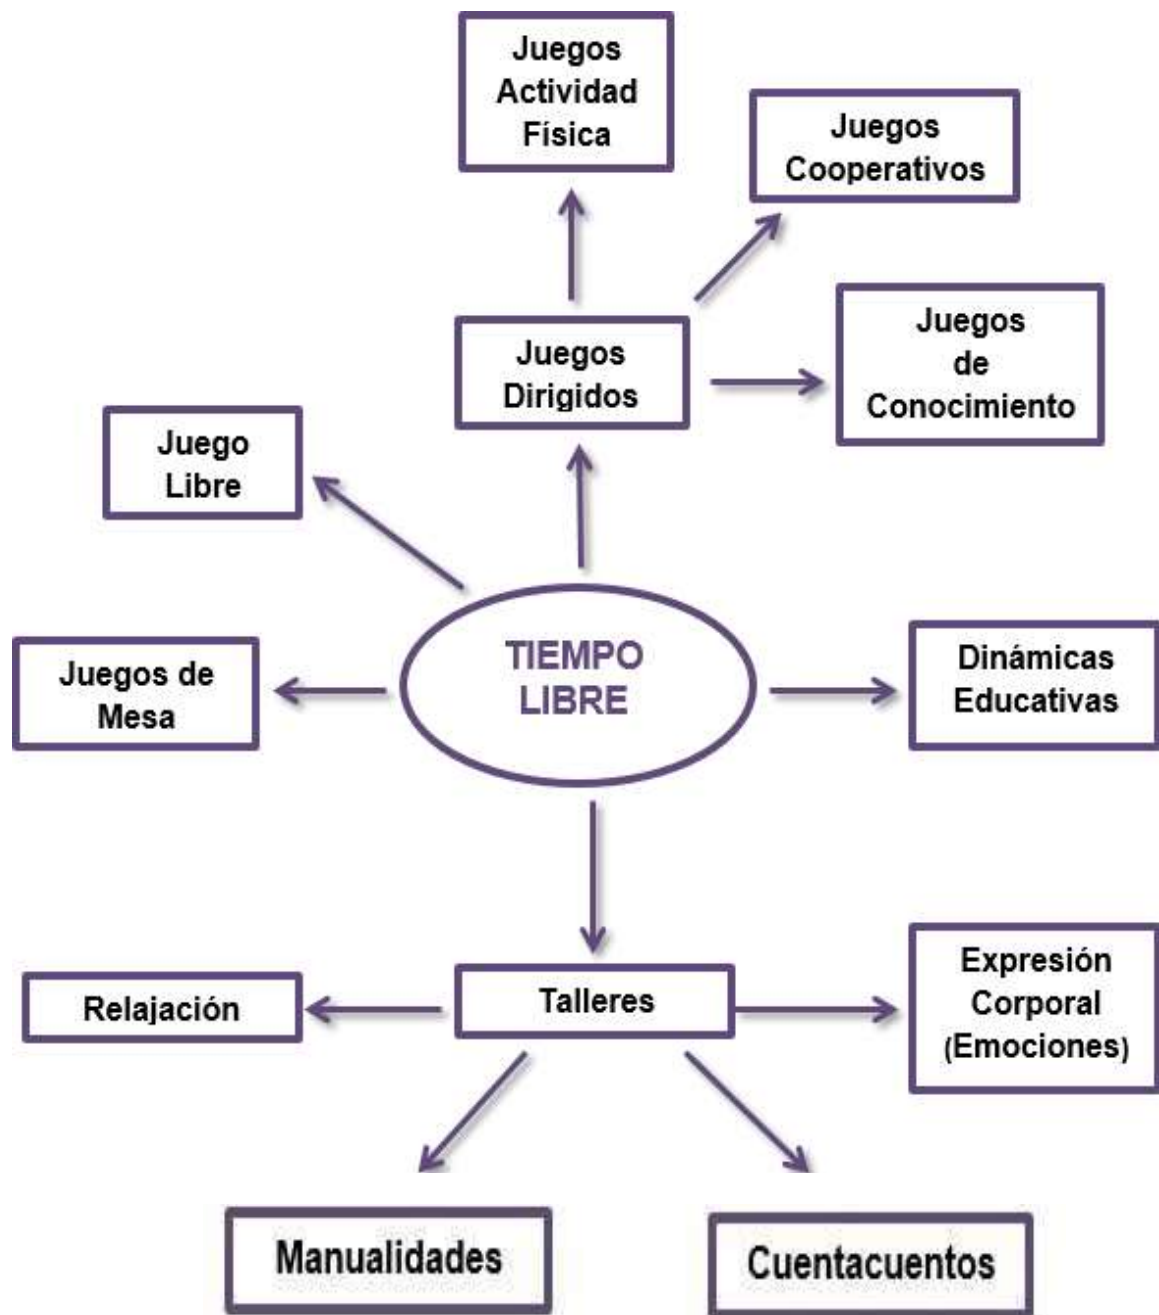 Juegos
Actividad
Física
Juegos
Cooperativos
Juegos
de
Conocimiento
Juegos
Dirigidos
Juego
Libre
TIEMPO
LIBRE
Juegos de
Mesa
Dinámicas
Educativas
Relajación
Talleres
Expresión
Corporal
(Emociones)
Manualidades
Cuentacuentos